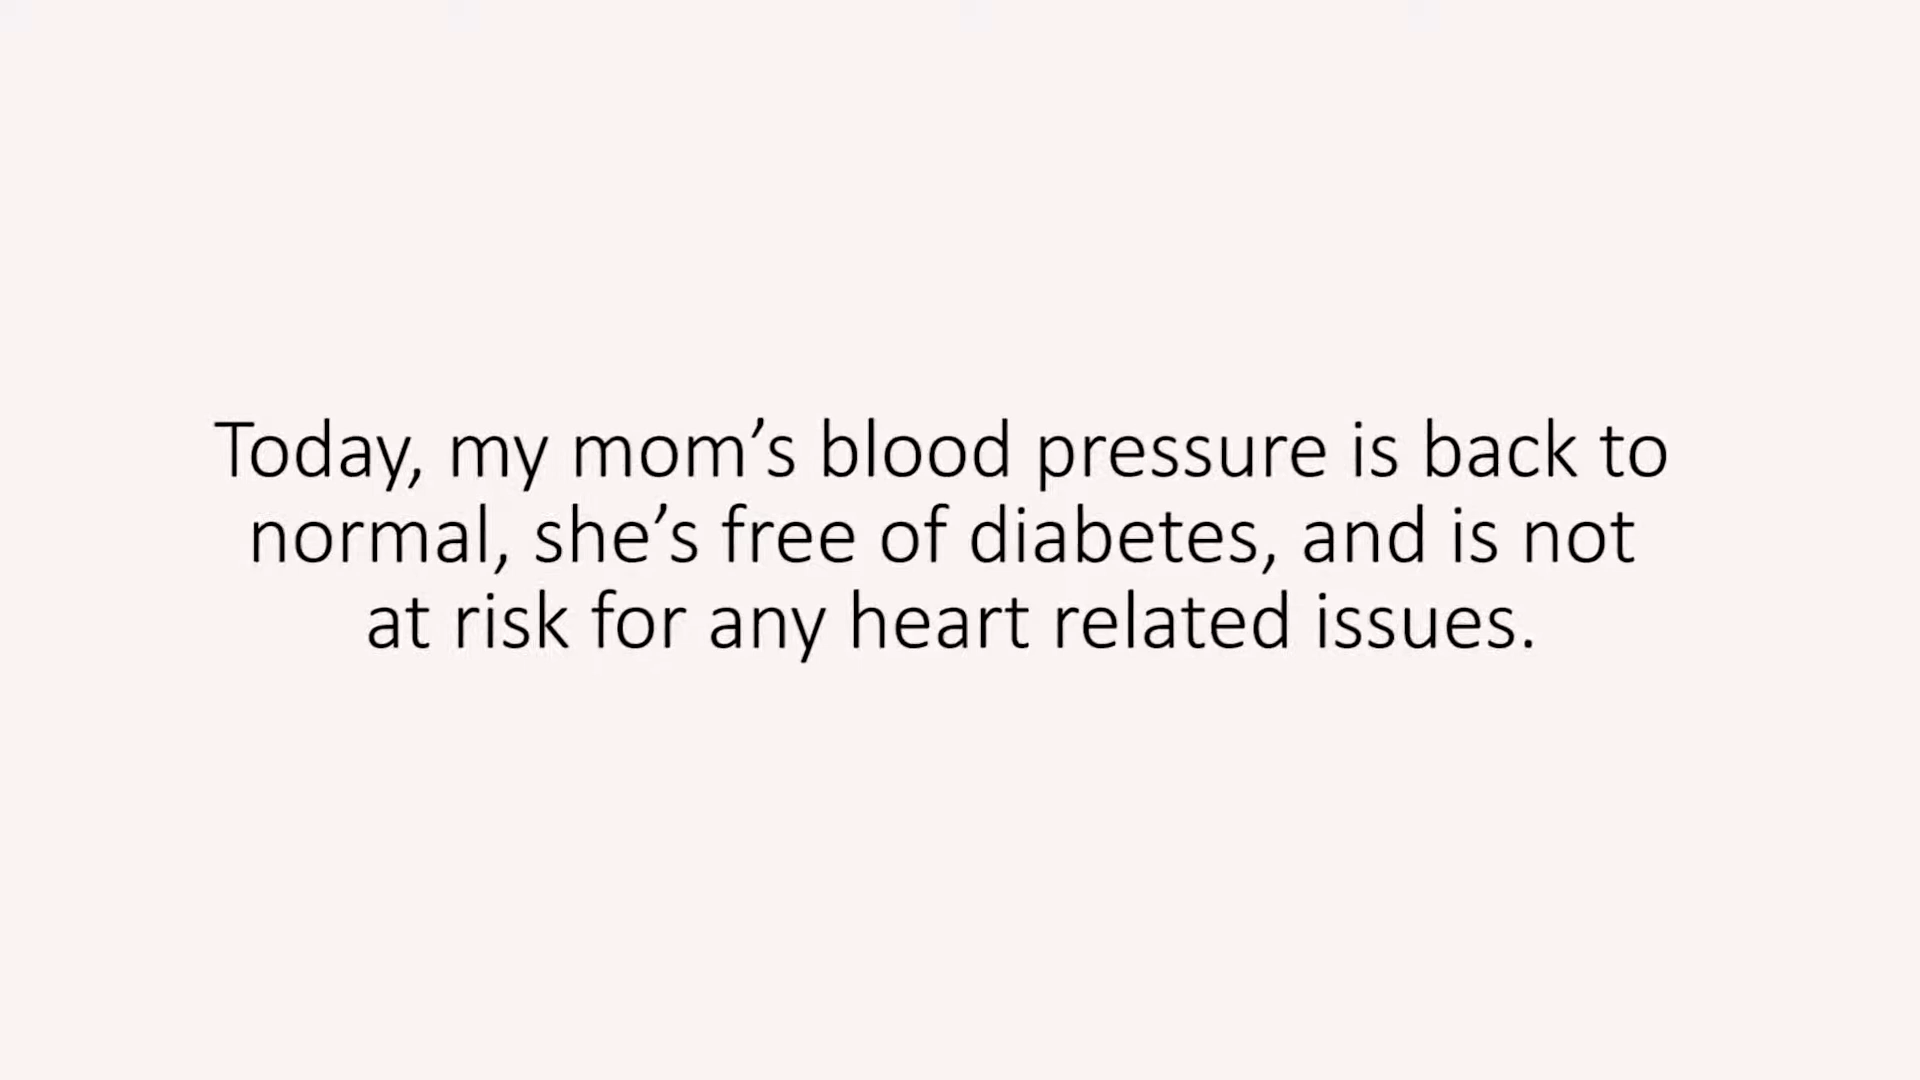 Today, my mom’s blood pressure is back to
normal, she’s free of diabetes, and is not
at risk for any heart related issues.